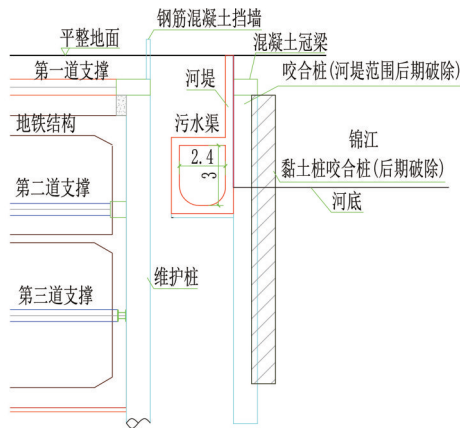 钢筋混凝土挡墙
平整地面
混凝土冠梁
第一道支撑
河堤
咬合桩(河堤范围后期破除)
地铁结构
污水渠
锦江
2.4
3
黏土桩咬合桩(后期破除)
第二道支撑
河底
维护桩
第三道支撑